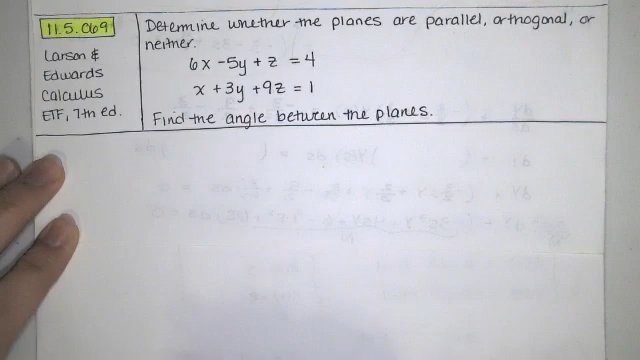 11.5.069
Larson &
Edwards
Calculus
ETF, 7th ed.
Determine whether the planes are parallel, orthogonal, or
neither.
6x - 5y + z = 4
x + 3y + 9z = 1
Find the angle between the planes.